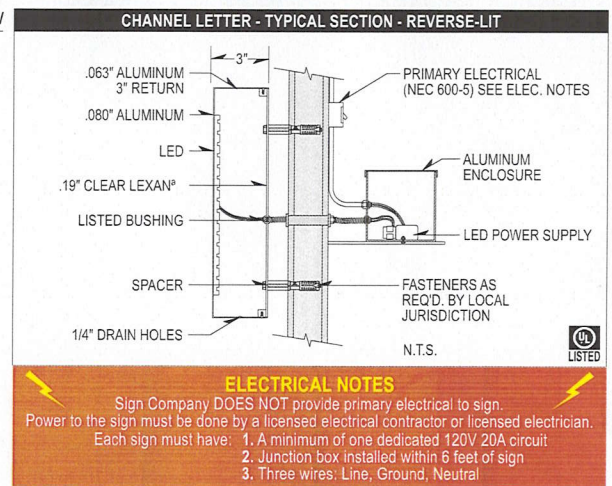 CHANNEL LETTER - TYPICAL SECTION - REVERSE-LIT
3"
.063" ALUMINUM
3" RETURN
.080" ALUMINUM
LED
.19" CLEAR LEXANª
LISTED BUSHING
SPACER
1/4" DRAIN HOLES
PRIMARY ELECTRICAL
(NEC 600-5) SEE ELEC. NOTES
ALUMINUM
ENCLOSURE
LED POWER SUPPLY
FASTENERS AS
REQ'D. BY LOCAL
JURISDICTION
N.T.S.
UL
LISTED
ELECTRICAL NOTES
Sign Company DOES NOT provide primary electrical to sign.
Power to the sign must be done by a licensed electrical contractor or licensed electrician.
Each sign must have: 1. A minimum of one dedicated 120V 20A circuit
2. Junction box installed within 6 feet of sign
3. Three wires: Line, Ground, Neutral